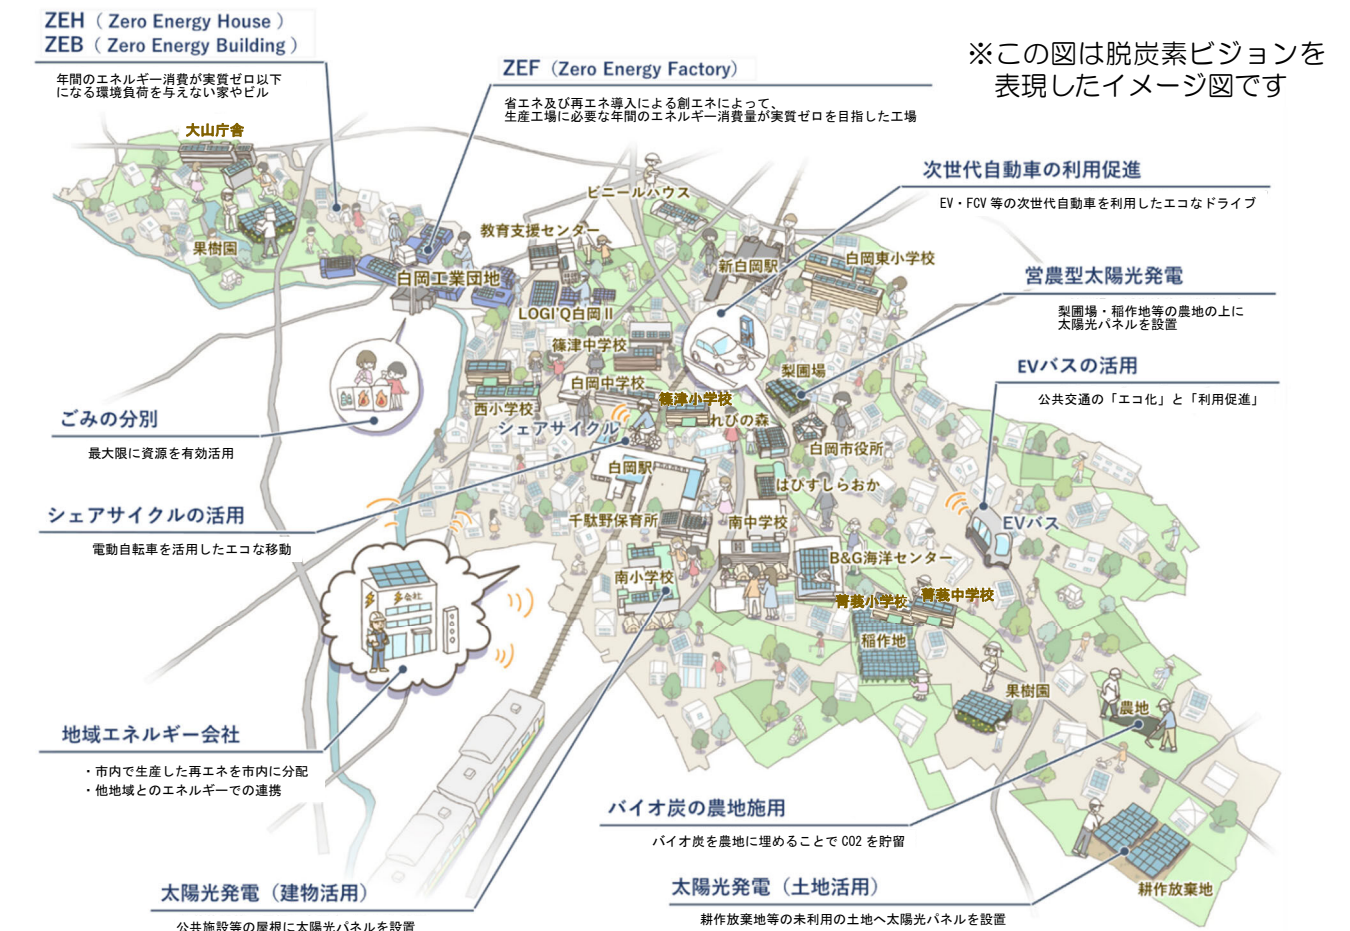 ZEH（ Zero Energy House ）
ZEB（ Zero Energy Building ）
年間のエネルギー消費が実質ゼロ以下
になる環境負荷を与えない家やビル
ZEF（Zero Energy Factory）
省エネ及び再エネ導入による創エネによって、
生産工場に必要な年間のエネルギー消費量が実質ゼロを目指した工場
※この図は脱炭素ビジョンを
表現したイメージ図です
大山庁舎
次世代自動車の利用促進
EV・FCV等の次世代自動車を利用したエコなドライブ
ビニールハウス
教育支援センター
果樹園
新白岡駅
白岡東小学校
白岡工業団地
営農型太陽光発電
梨圃場・稲作地等の農地の上に
太陽光パネルを設置
LOGI'Q白岡Ⅱ
篠津中学校
梨圃場
EVバスの活用
公共交通の「エコ化」と「利用促進」
白岡中学校
篠津小学校
西小学校
れびの森
シェアサイクル
ごみの分別
最大限に資源を有効活用
白岡市役所
白岡駅
はぴすしらおか
シェアサイクルの活用
電動自転車を活用したエコな移動
千駄野保育所
南中学校
EVバス
B&G海洋センター
南小学校
会社
菁莪小学校
菁莪中学校
稲作地
果樹園
農地
地域エネルギー会社
・市内で生産した再エネを市内に分配
・他地域とのエネルギーでの連携
バイオ炭の農地施用
バイオ炭を農地に埋めることでCO2を貯留
太陽光発電（建物活用）
公共施設等の屋根に太陽光パネルを設置
太陽光発電（土地活用）
耕作放棄地等の未利用の土地へ太陽光パネルを設置
耕作放棄地